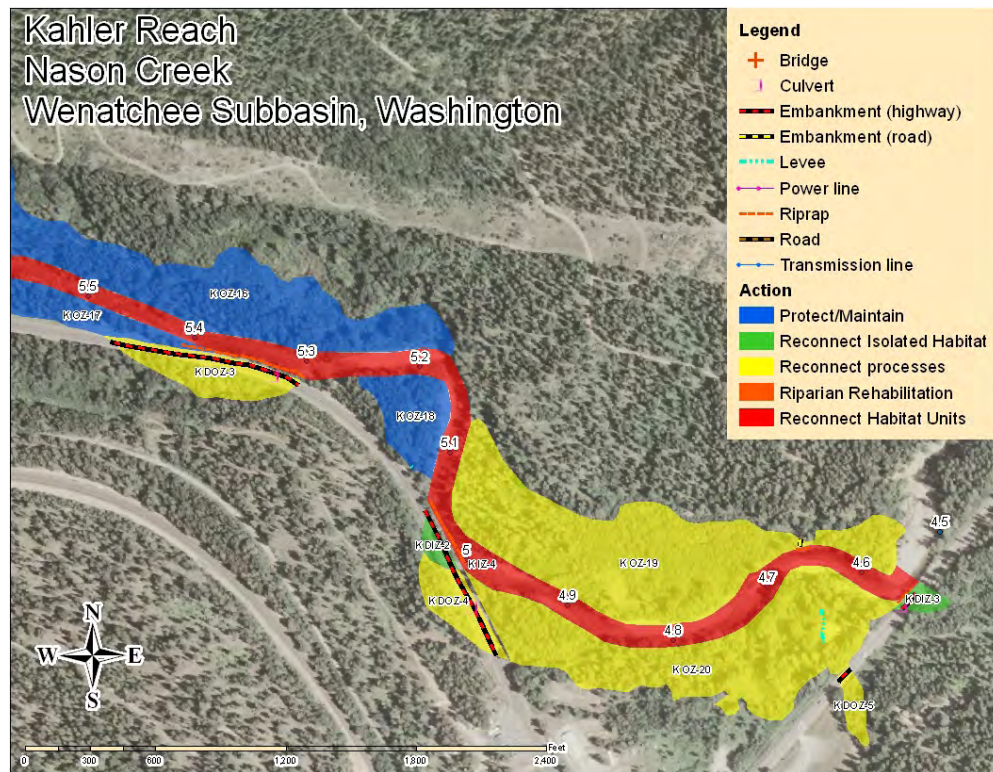 Kahler Reach
Nason Creek
Wenatchee Subbasin, Washington
Legend
Bridge
Culvert
Embankment (highway)
Embankment (road)
Levee
Power line
Riprap
Road
Transmission line
Action
Protect/Maintain
Reconnect Isolated Habitat
Reconnect processes
Riparian Rehabilitation
Reconnect Habitat Units
5.5
KOZ-16
KOZ-17
5.4
5.3
5.2
KDOZ-3
KOZ-18
5.1
4.5
KDIZ-2
5
KIZ-4
KOZ-19
4.7
4.6
KDOZ-4
4.9
KDIZ-3
4.8
KOZ-20
KDOZ-5
N
W E
S
Feet
0 300 600 1,200 1,800 2,400